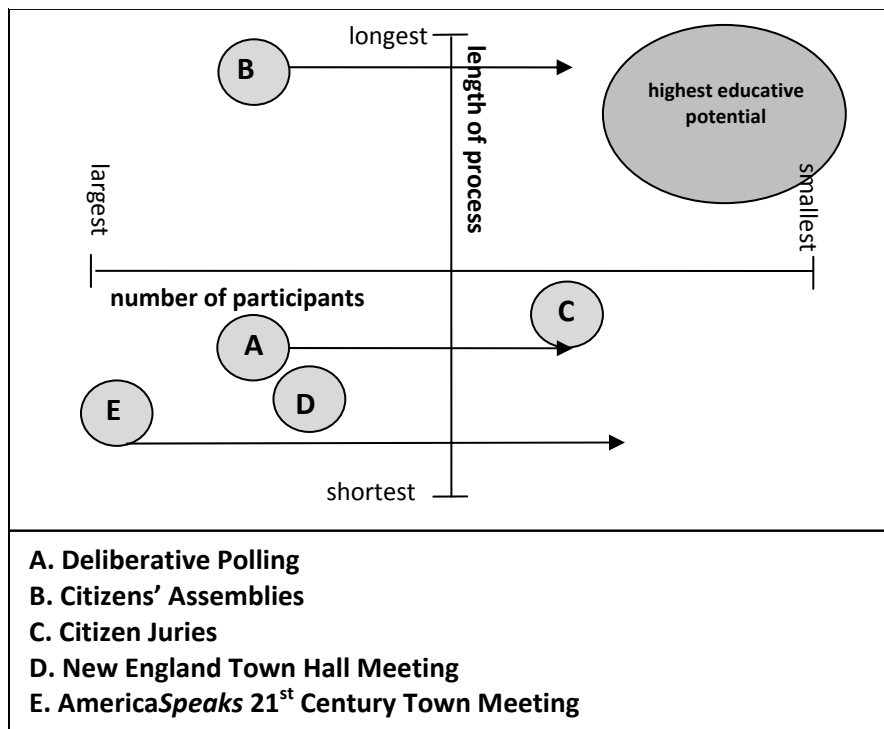 longest
B
length of process
highest educative
potential
largest
smallest
number of participants
C
A
D
E
shortest
A. Deliberative Polling
B. Citizens’ Assemblies
C. Citizen Juries
D. New England Town Hall Meeting
E. AmericaSpeaks 21st Century Town Meeting